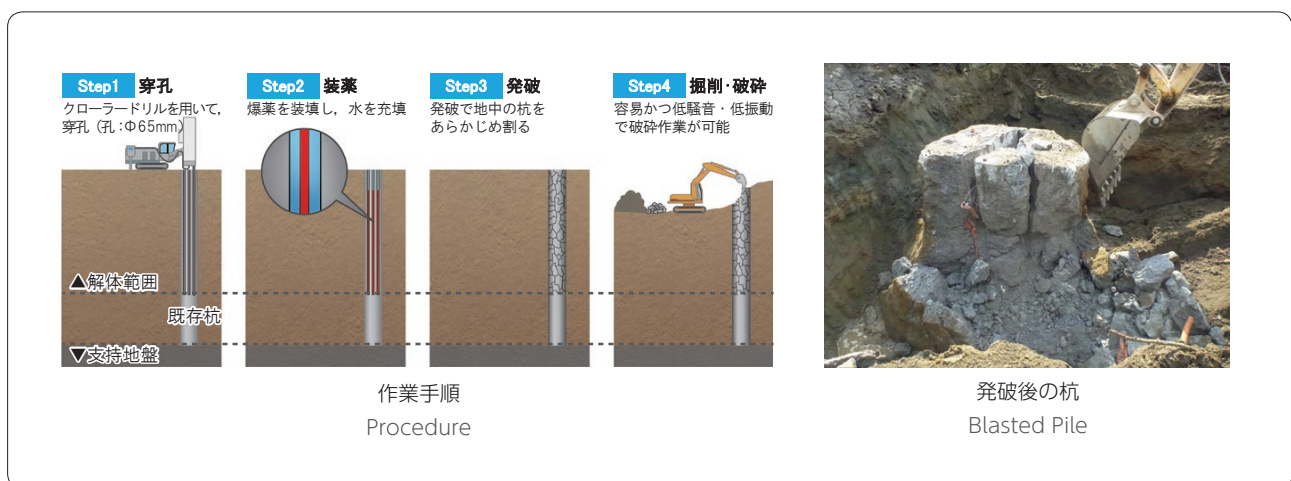 Step1 穿孔
クローラードリルを用いて，
穿孔（孔：Φ65mm）
Step2 装薬
爆薬を装填し，水を充填
Step3 発破
発破で地中の杭を
あらかじめ割る
Step4 掘削・破砕
容易かつ低騒音・低振動
で破砕作業が可能
▲解体範囲
既存杭
▼支持地盤
作業手順
Procedure
発破後の杭
Blasted Pile